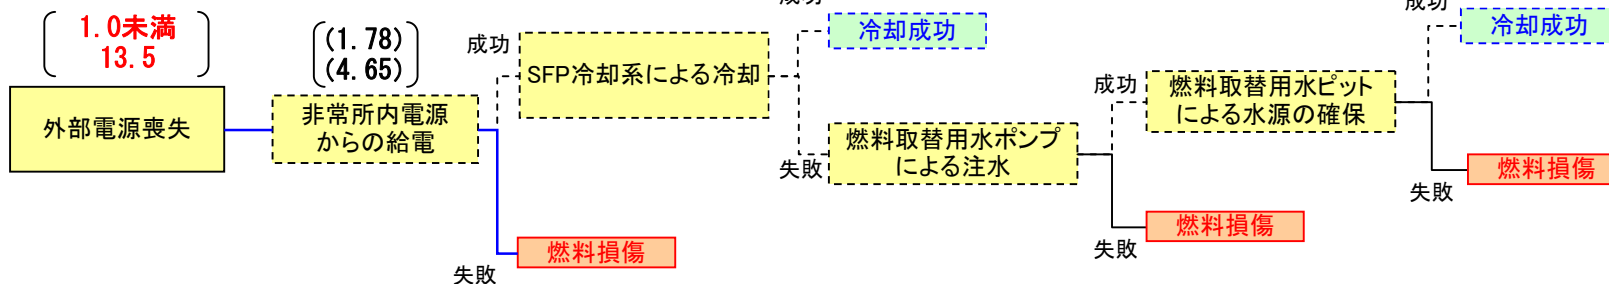 1.0未満
13.5
外部電源喪失
(1.78)
(4.65)
非常所内電源
からの給電
成功
SFP冷却系による冷却
失敗
燃料損傷
成功
冷却成功
失敗
燃料取替用水ポンプ
による注水
成功
燃料取替用水ピット
による水源の確保
失敗
燃料損傷
成功
冷却成功
失敗
燃料損傷